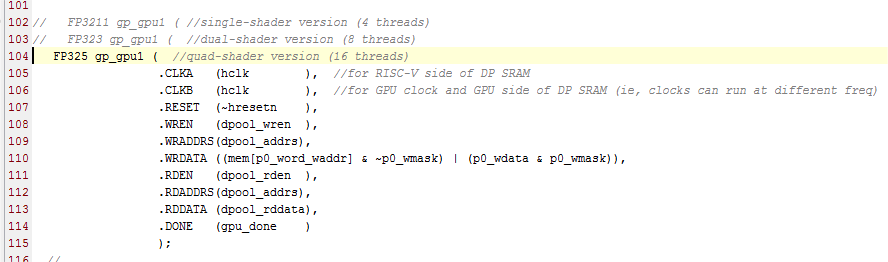 101
102 //   FP3211 gp_gpu1 ( //single-shader version (4 threads)
103 //   FP323 gp_gpu1 (  //dual-shader version (8 threads)
104    FP325 gp_gpu1 (  //quad-shader version (16 threads)
105                   .CLKA   (hclk        ),  //for RISC-V side of DP SRAM
106                   .CLKB   (hclk        ),  //for GPU clock and GPU side of DP SRAM (ie, clocks can run at different freq)
107                   .RESET  (~hresetn    ),
108                   .WREN   (dpool_wren  ),
109                   .WRADDRS(dpool_addrs),
110                   .WRDATA ((mem[p0_word_waddr] & ~p0_wmask) | (p0_wdata & p0_wmask)),
111                   .RDEN   (dpool_rden  ),
112                   .RDADDRS(dpool_addrs),
113                   .RDDATA (dpool_rddata),
114                   .DONE   (gpu_done    )
115                   );
116   //